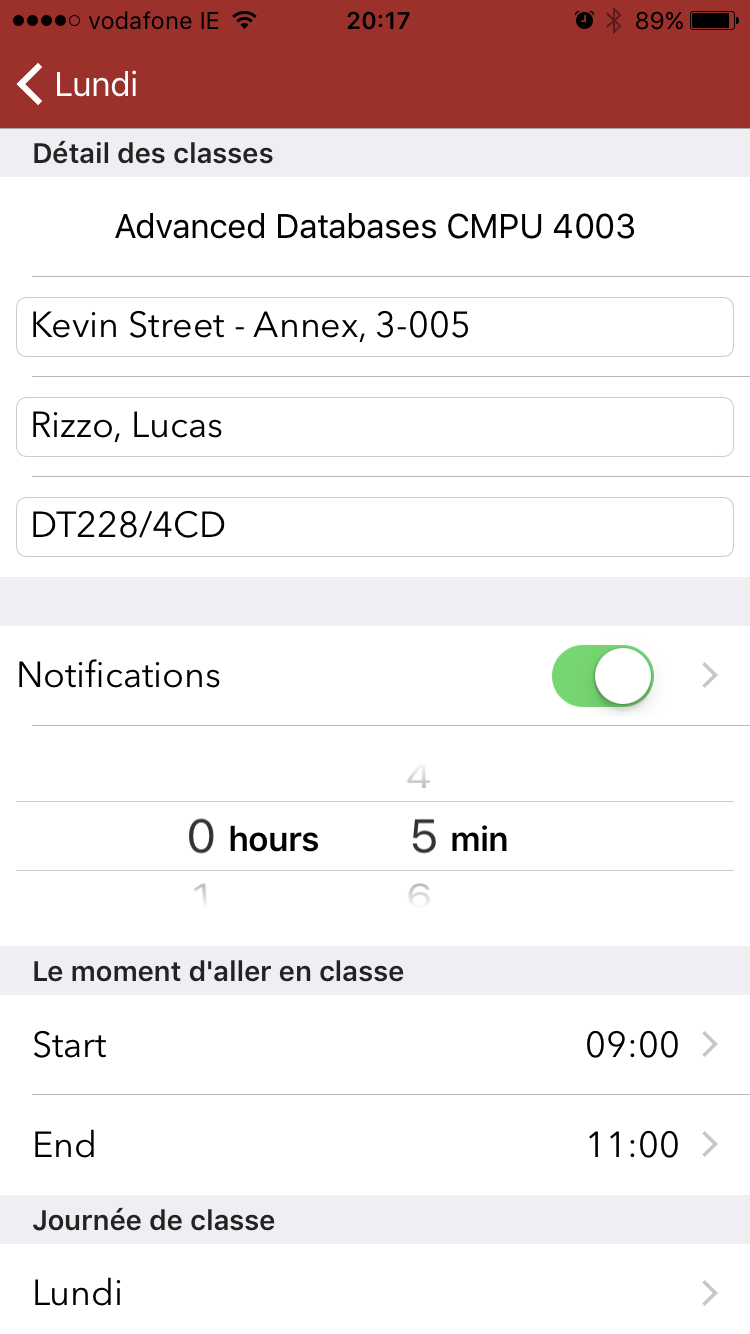 vodafone IE 20:17 89%
Lundi
Détail des classes
Advanced Databases CMPU 4003
Kevin Street - Annex, 3-005
Rizzo, Lucas
DT228/4CD
Notifications
4
0 hours 5 min
1 6
Le moment d'aller en classe
Start 09:00
End 11:00
Journée de classe
Lundi